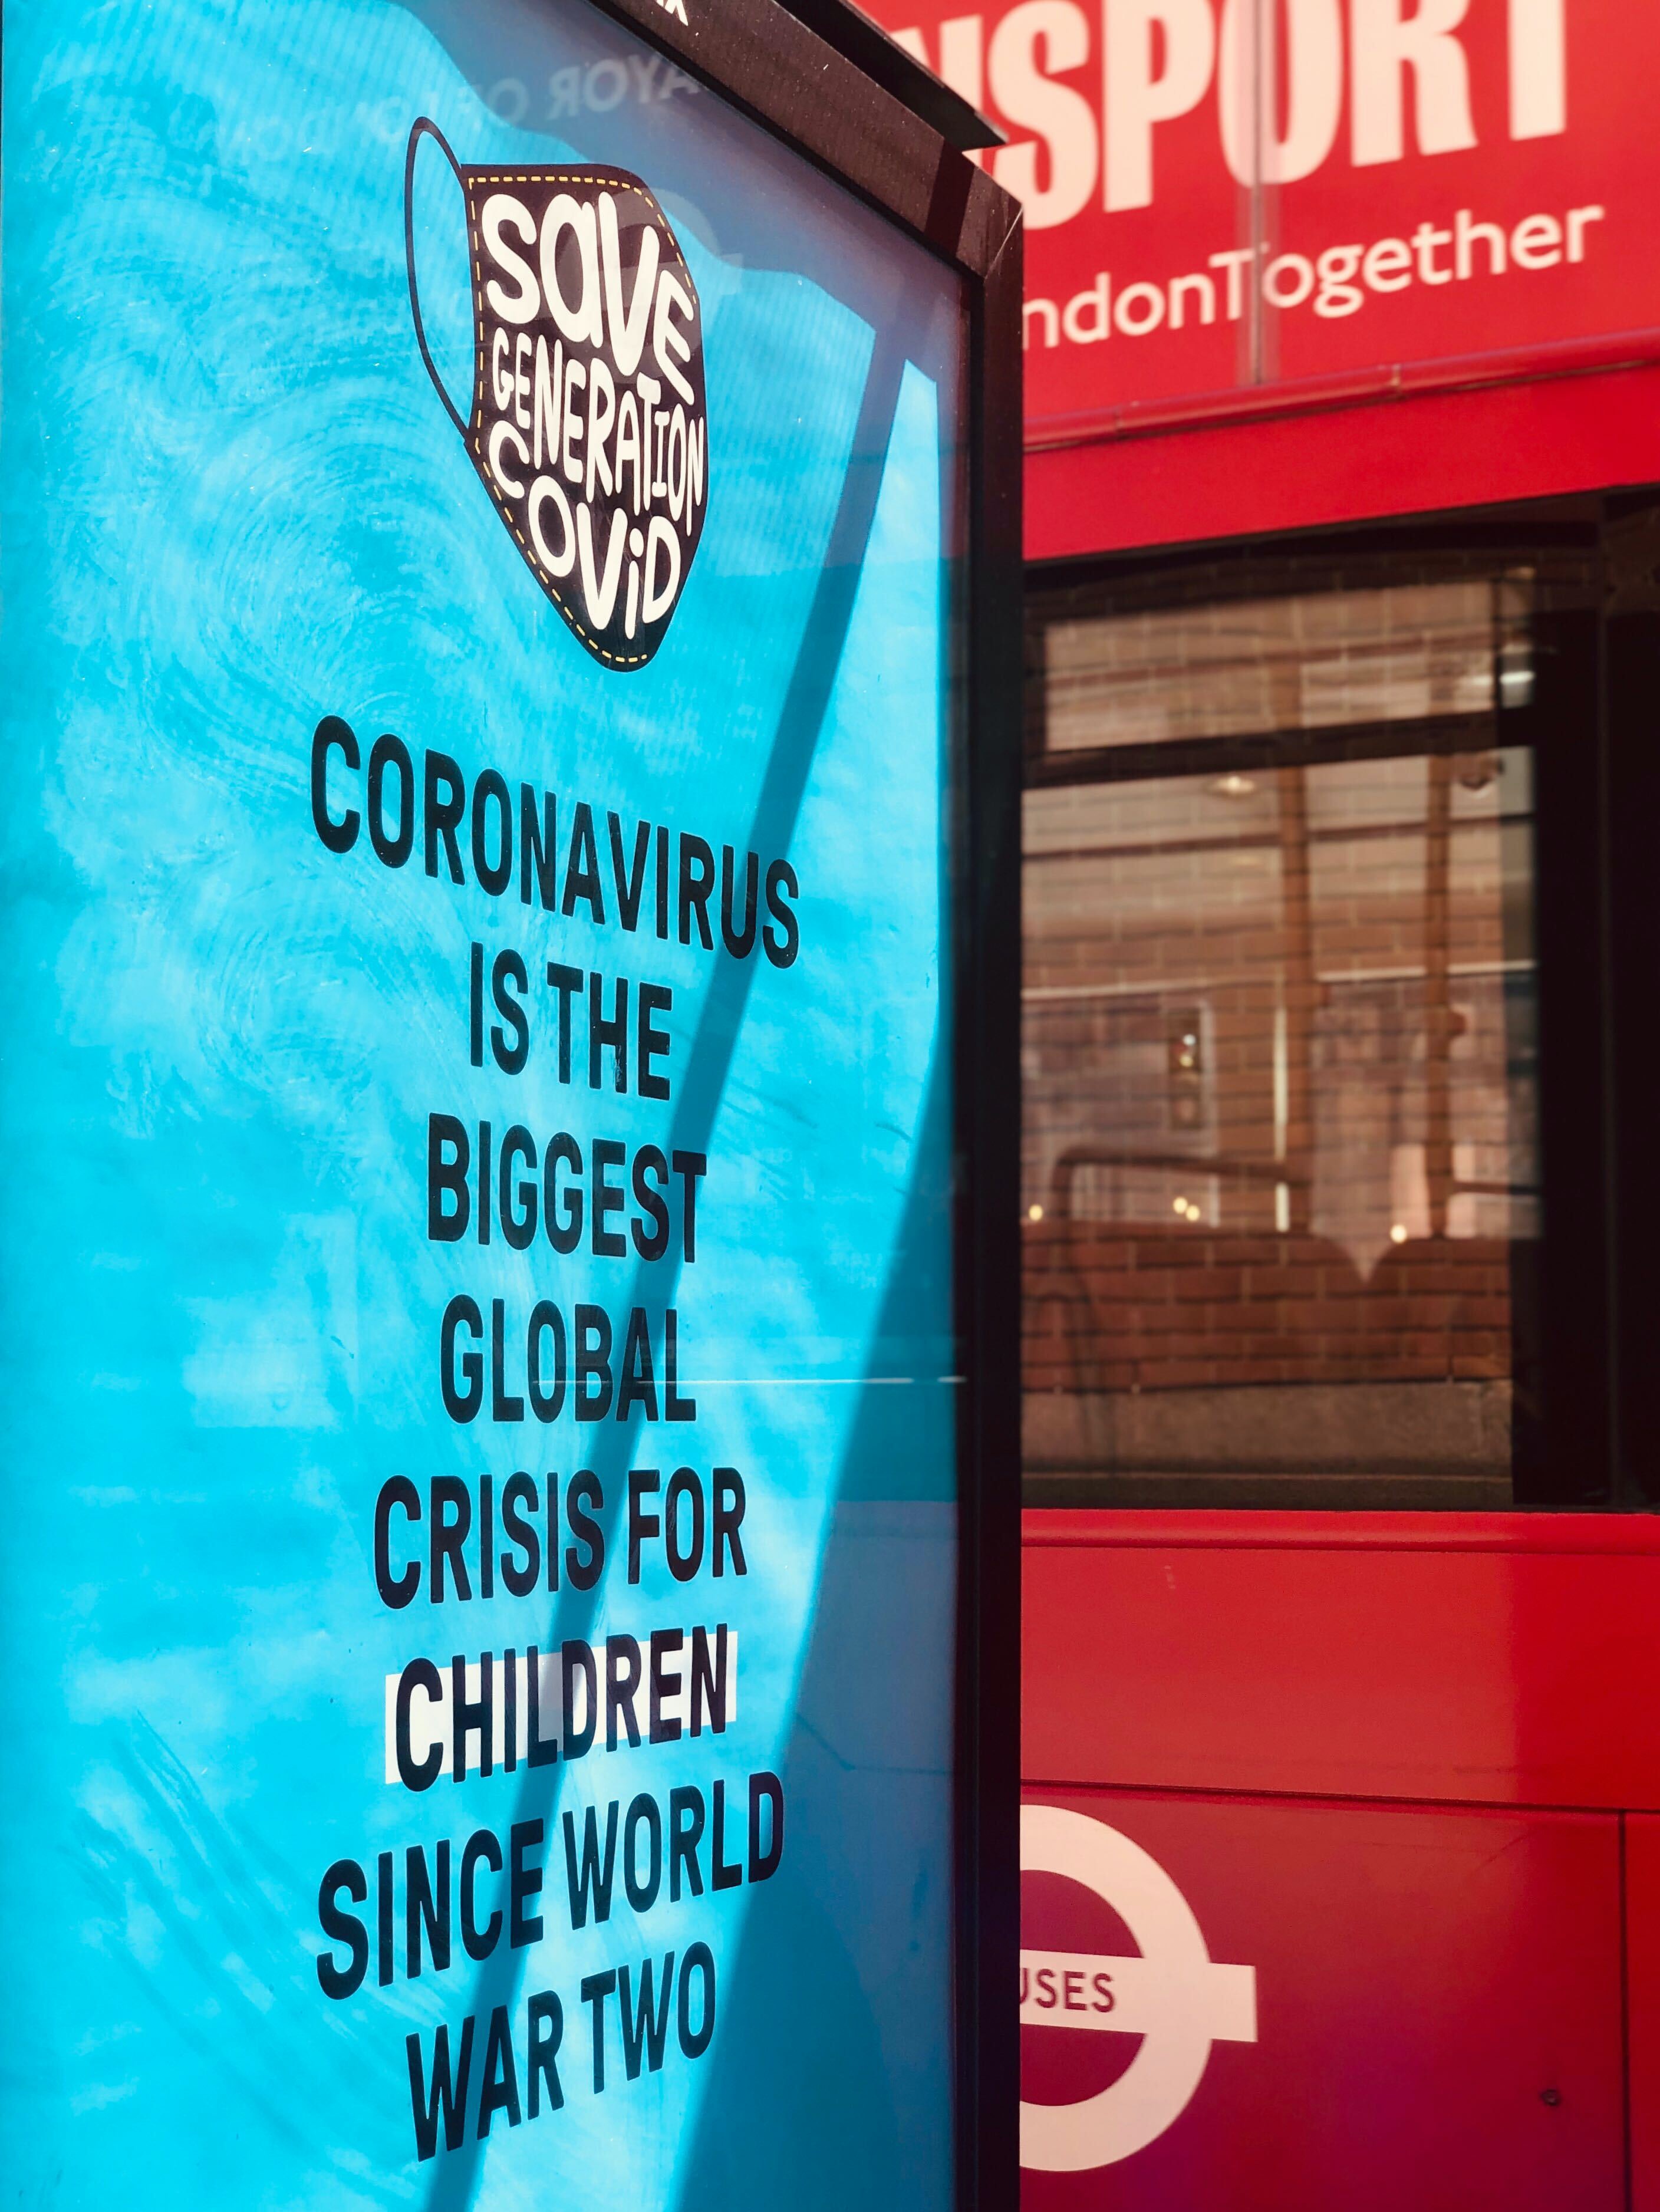 SAVE
GENERATION
COVID
CORONAVIRUS
IS THE
BIGGEST
GLOBAL
CRISIS FOR
CHILDREN
SINCE WORLD
WAR TWO
NSPORT
ndonTogether
USES